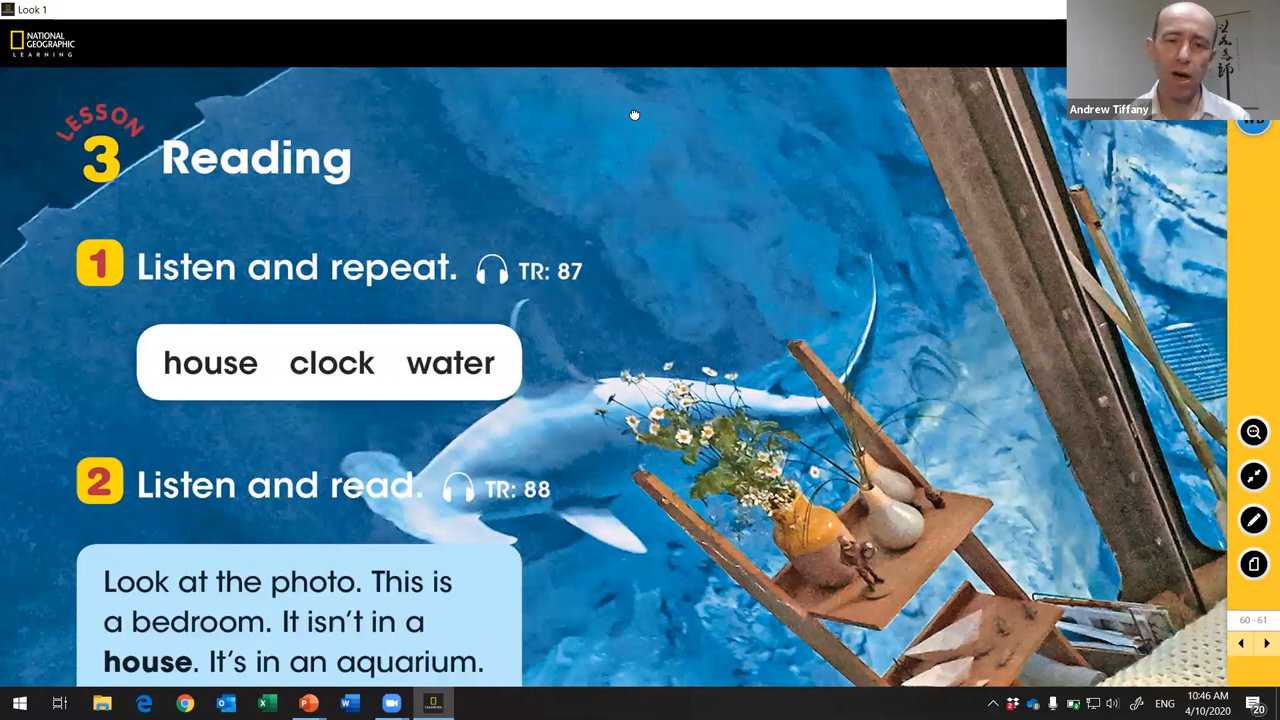 Look 1
NATIONAL
GEOGRAPHIC
LEARNING
Andrew Tiffany
LESSON
3 Reading
1 Listen and repeat. TR: 87
house clock water
2 Listen and read. TR: 88
Look at the photo. This is
a bedroom. It isn't in a
house. It's in an aquarium.
60 - 61
ENG
10:46 AM
4/10/2020
20